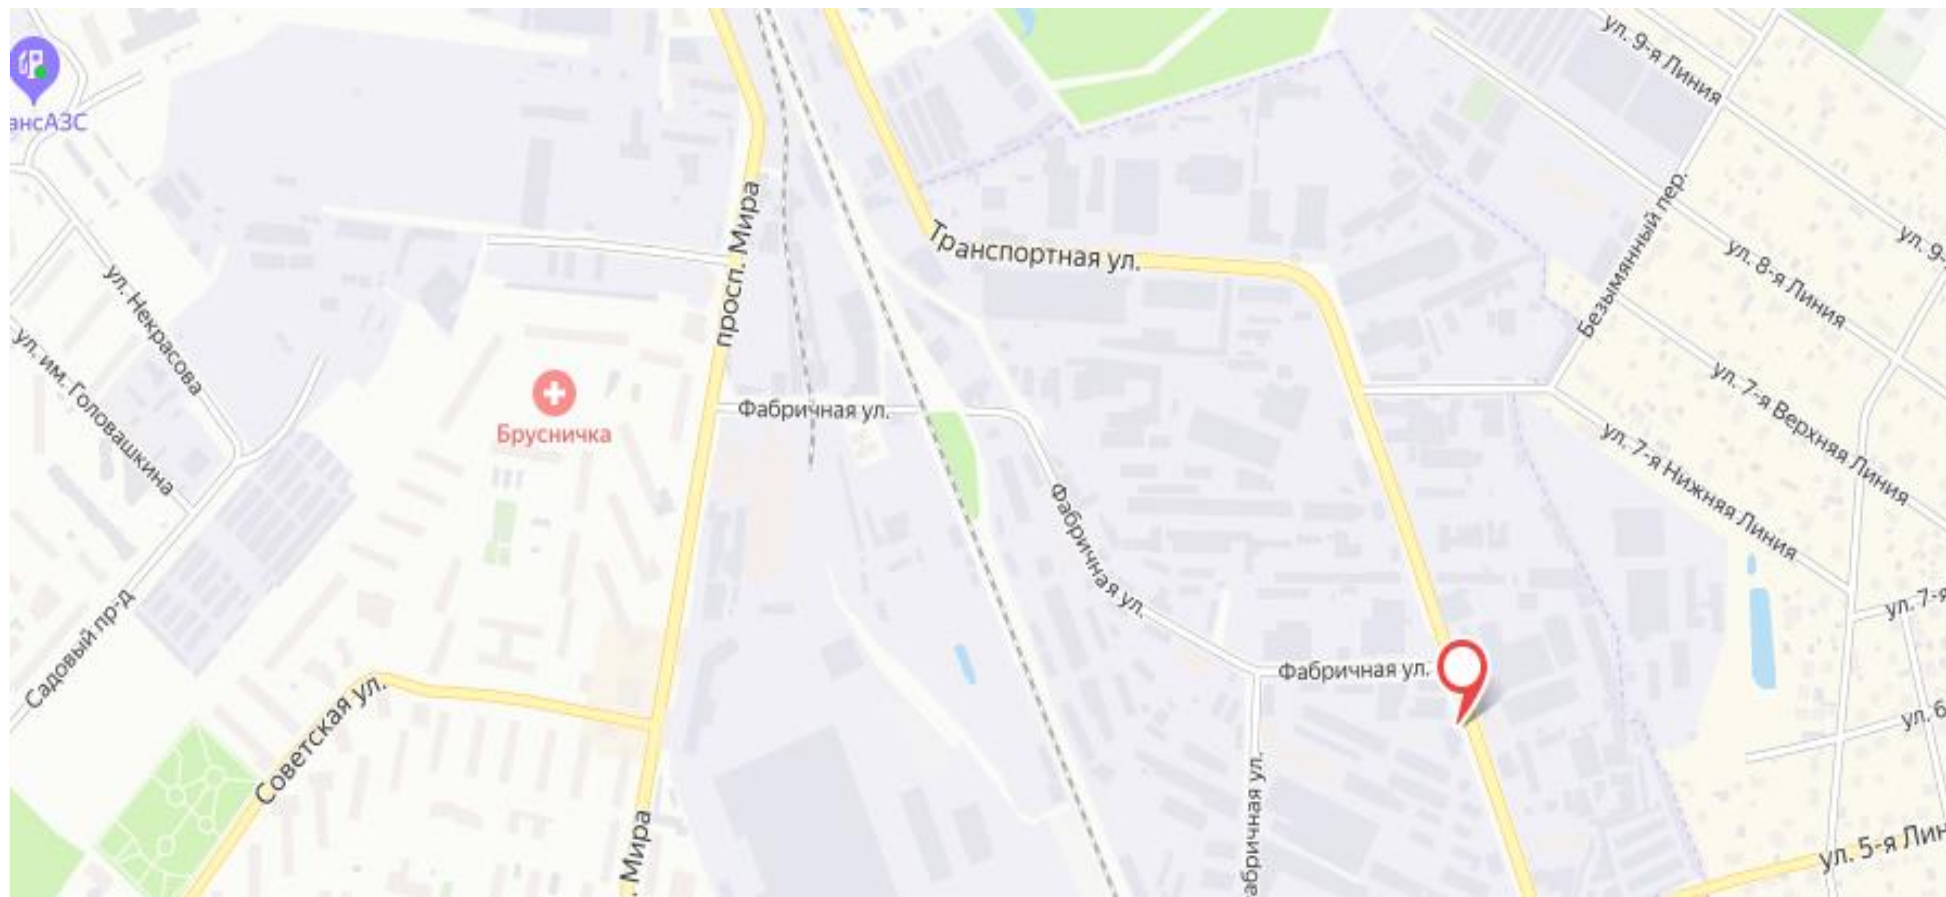 ул. 9-я Линия
ансАЗС
просп. Мира
Безымянный пер.
Транспортная ул.
ул. 9-
ул. 8-я Линия
ул. Некрасова
ул. им. Головашкина
ул. 7-я Верхняя Линия
Фабричная ул.
Брусничка
ул. 7-я Нижняя Линия
Фабричная ул.
Садовый пр-д
ул. 7-я
Фабричная ул.
Советская ул.
ул. 6
абричная ул.
. Мира
ул. 5-я Лин